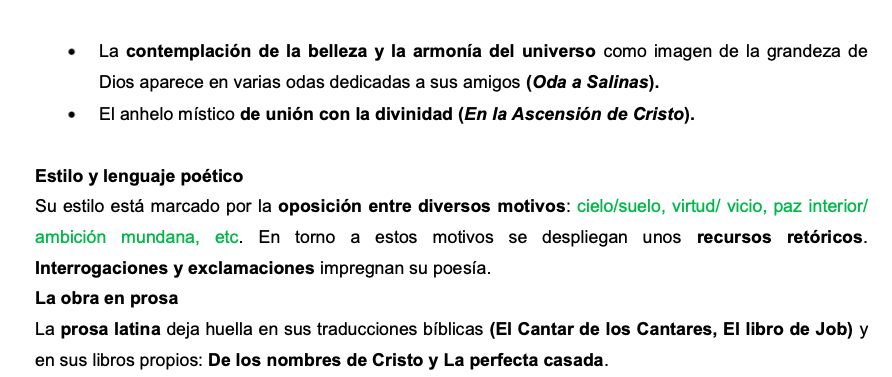 • La contemplación de la belleza y la armonía del universo como imagen de la grandeza de
Dios aparece en varias odas dedicadas a sus amigos (Oda a Salinas).
• El anhelo místico de unión con la divinidad (En la Ascensión de Cristo).
Estilo y lenguaje poético
Su estilo está marcado por la oposición entre diversos motivos: cielo/suelo, virtud/ vicio, paz interior/
ambición mundana, etc. En torno a estos motivos se despliegan unos recursos retóricos.
Interrogaciones y exclamaciones impregnan su poesía.
La obra en prosa
La prosa latina deja huella en sus traducciones bíblicas (El Cantar de los Cantares, El libro de Job) y
en sus libros propios: De los nombres de Cristo y La perfecta casada.